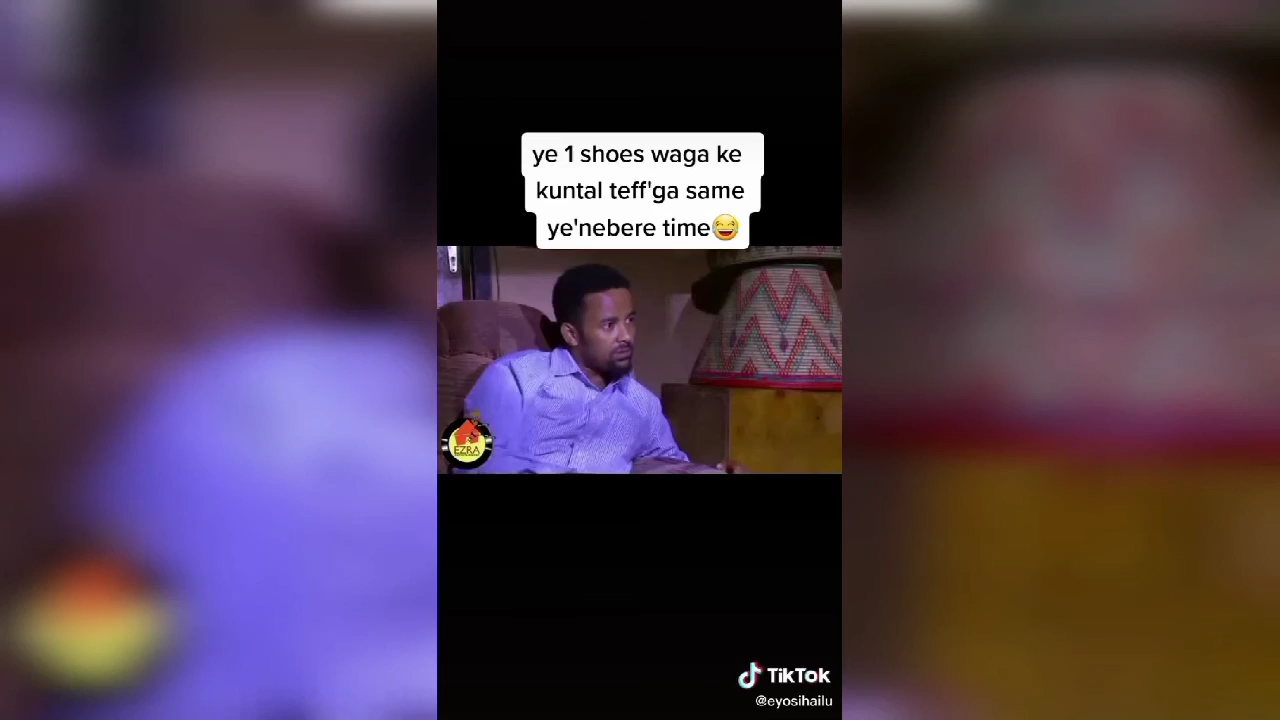 ye 1 shoes waga ke
kuntal teff'ga same
ye'nebere time😂
EZRA
TikTok
@eyosihailu